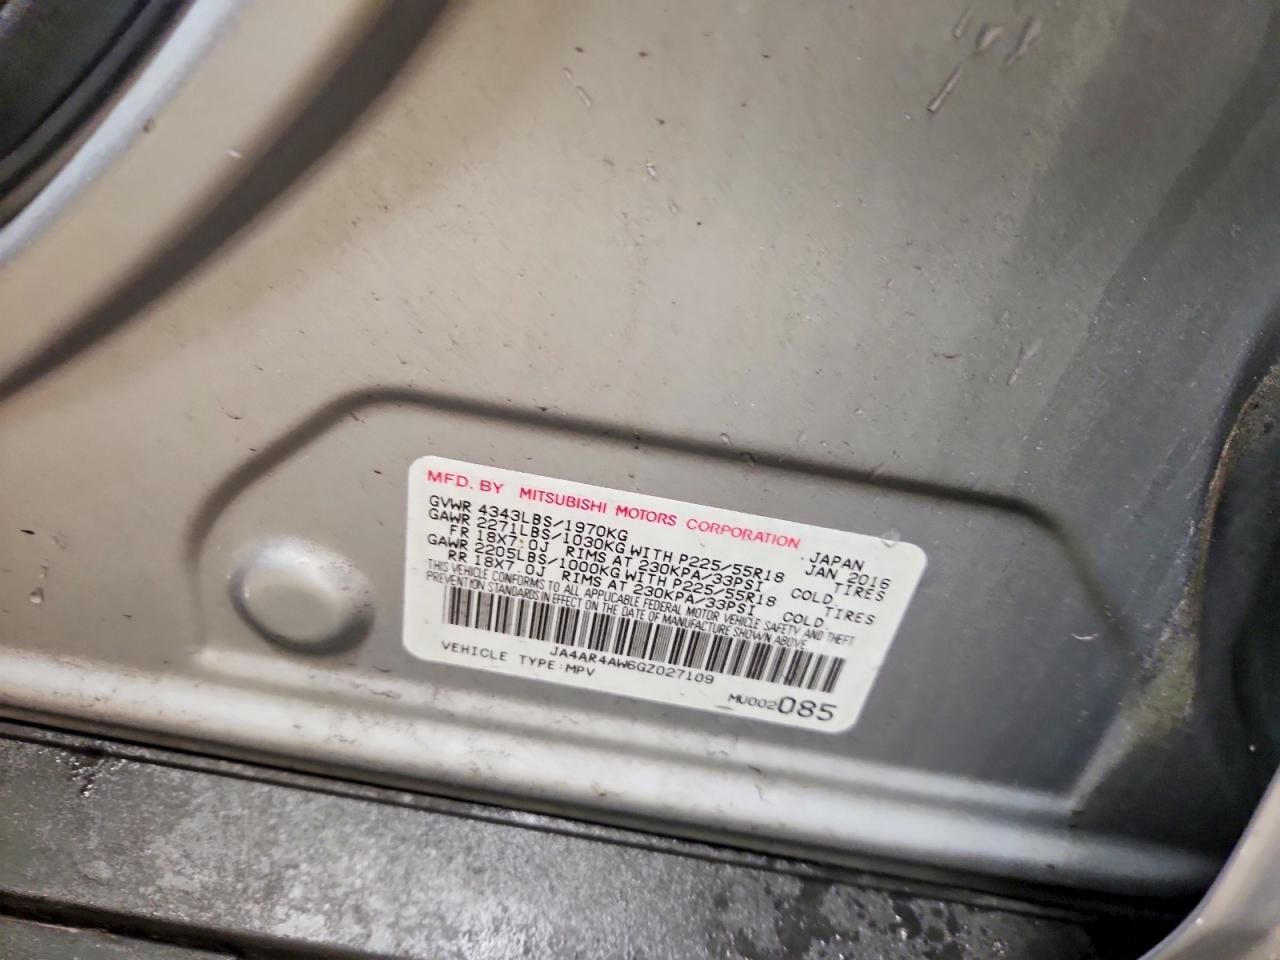 MFD. BY MITSUBISHI MOTORS CORPORATION JAPAN
GVWR 4343LBS/1970KG JAN 2016
GAWR 2271LBS/1030KG WITH P225/55R18 TIRES
FR 18X7.0J RIMS AT 230KPA/33PSI COLD
GAWR 2205LBS/1000KG WITH P225/55R18 TIRES
RR 18X7.0J RIMS AT 230KPA/33PSI COLD
THIS VEHICLE CONFORMS TO ALL APPLICABLE FEDERAL MOTOR VEHICLE SAFETY AND THEFT
PREVENTION STANDARDS IN EFFECT ON THE DATE OF MANUFACTURE SHOWN ABOVE.
JA4AR4AW6GZ027109
VEHICLE TYPE:MPV
MU002085